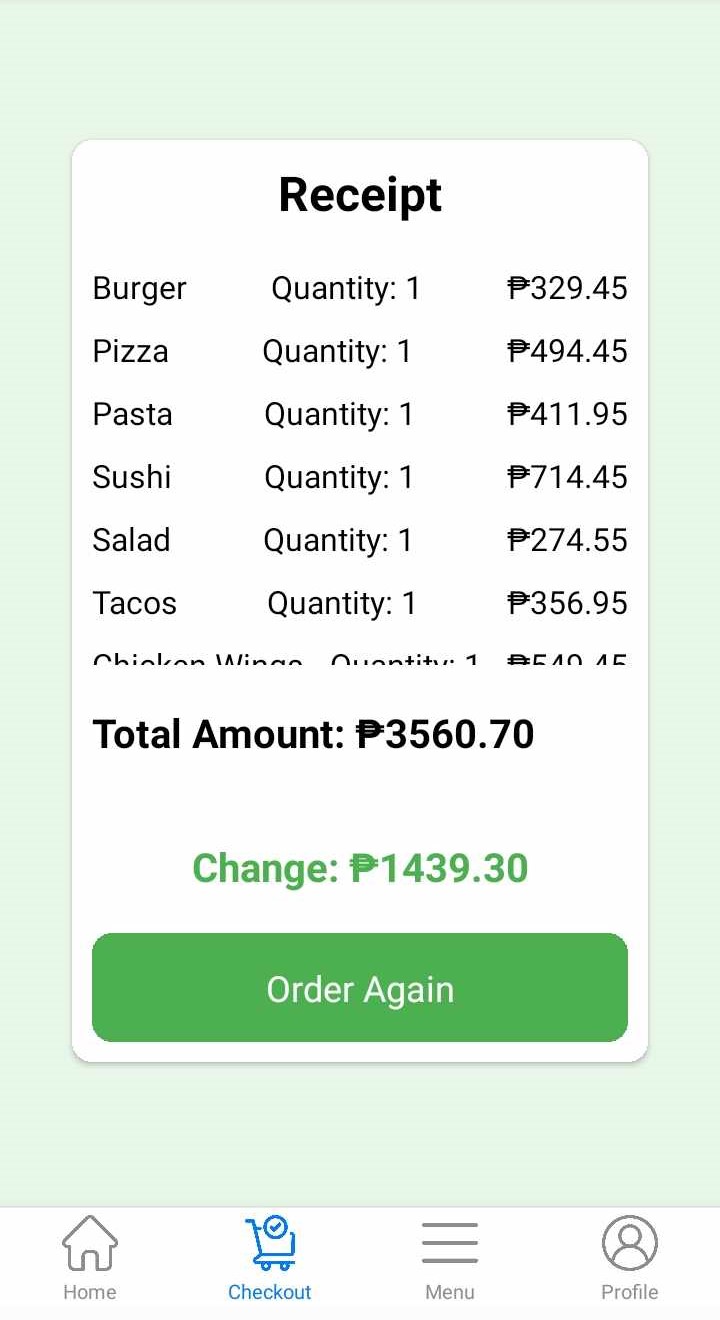 Receipt
Burger Quantity: 1 ₱329.45
Pizza Quantity: 1 ₱494.45
Pasta Quantity: 1 ₱411.95
Sushi Quantity: 1 ₱714.45
Salad Quantity: 1 ₱274.55
Tacos Quantity: 1 ₱356.95
Chicken Wings Quantity: 1 ₱549.45
Total Amount: ₱3560.70
Change: ₱1439.30
Order Again
Home Checkout Menu Profile